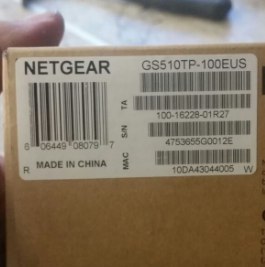 NETGEAR
GS510TP-100EUS
TA
100-16228-01R27
S/N
4753655G0012E
6 06449 08079 7
MAC
10DA43044005 W
R MADE IN CHINA